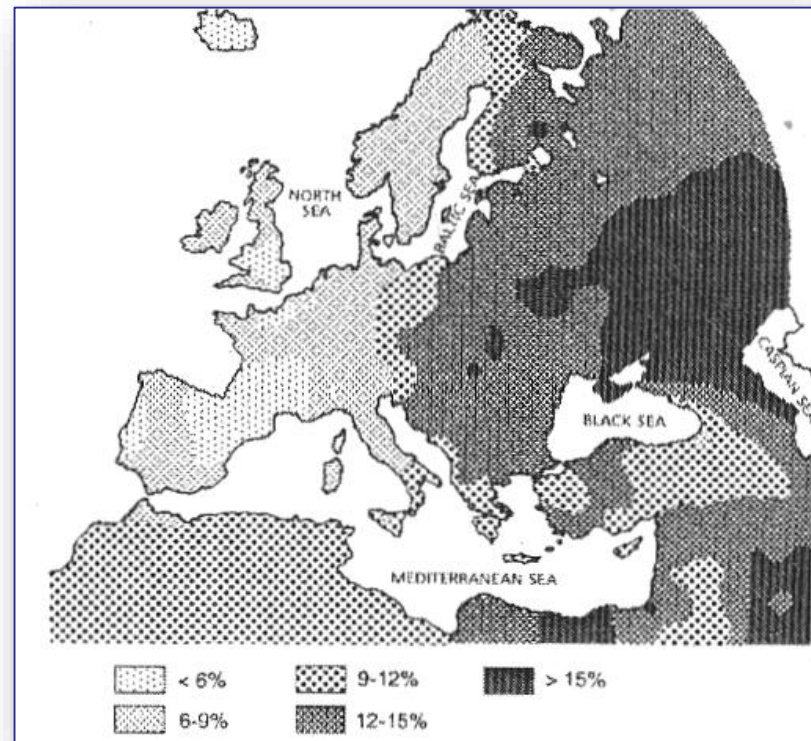 NORTH
SEA
BALTIC SEA
CASPIAN SEA
BLACK SEA
MEDITERRANEAN SEA
< 6%
9-12%
> 15%
6-9%
12-15%